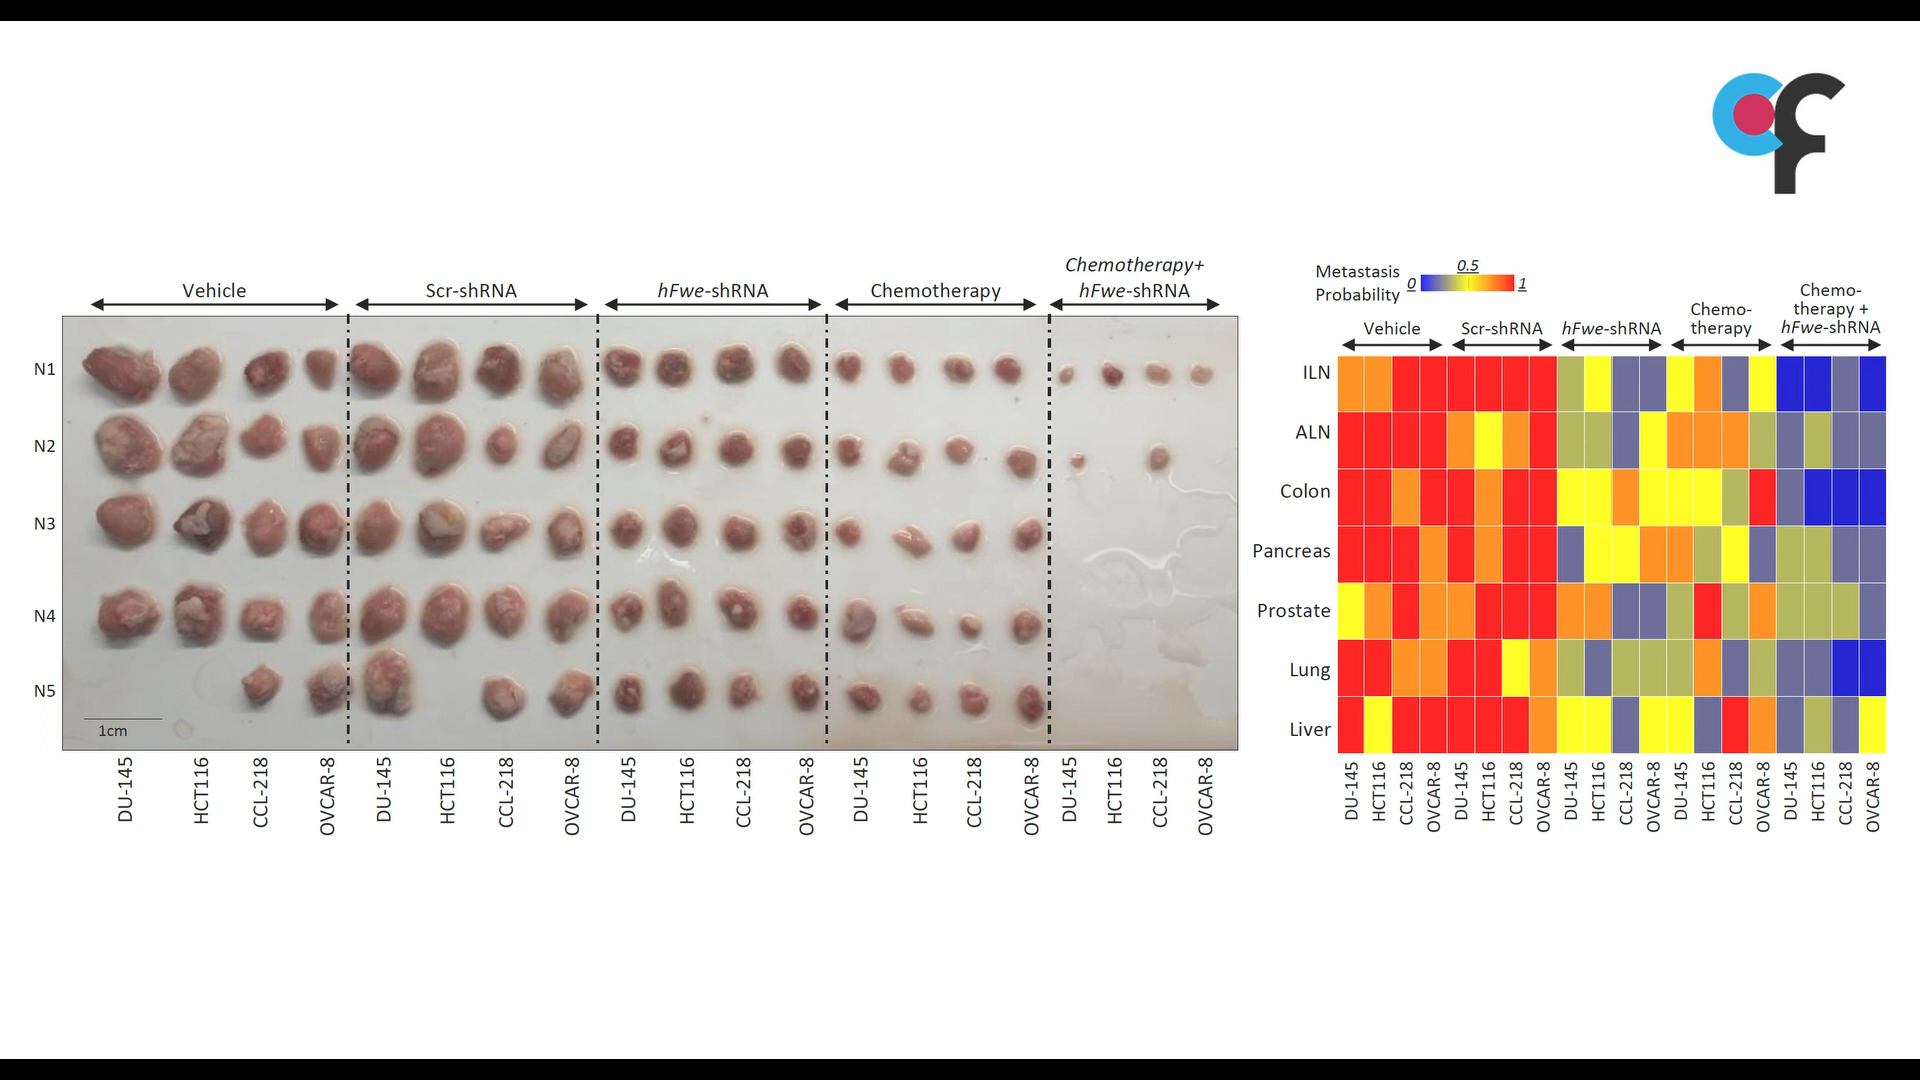 Chemotherapy+
Vehicle Scr-shRNA hFwe-shRNA Chemotherapy hFwe-shRNA
N1
N2
N3
N4
N5
1cm
DU-145 HCT116 CCL-218 OVCAR-8 DU-145 HCT116 CCL-218 OVCAR-8 DU-145 HCT116 CCL-218 OVCAR-8 DU-145 HCT116 CCL-218 OVCAR-8 DU-145 HCT116 CCL-218 OVCAR-8
Metastasis
Probability
0 0.5 1
Vehicle
Scr-shRNA
hFwe-shRNA
Chemo-
therapy
Chemo-
therapy +
hFwe-shRNA
ILN
ALN
Colon
Pancreas
Prostate
Lung
Liver
DU-145 HCT116 CCL-218 OVCAR-8 DU-145 HCT116 CCL-218 OVCAR-8 DU-145 HCT116 CCL-218 OVCAR-8 DU-145 HCT116 CCL-218 OVCAR-8 DU-145 HCT116 CCL-218 OVCAR-8
cf